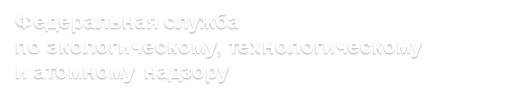 Федеральная служба
по экологическому, технологическому
и атомному надзору